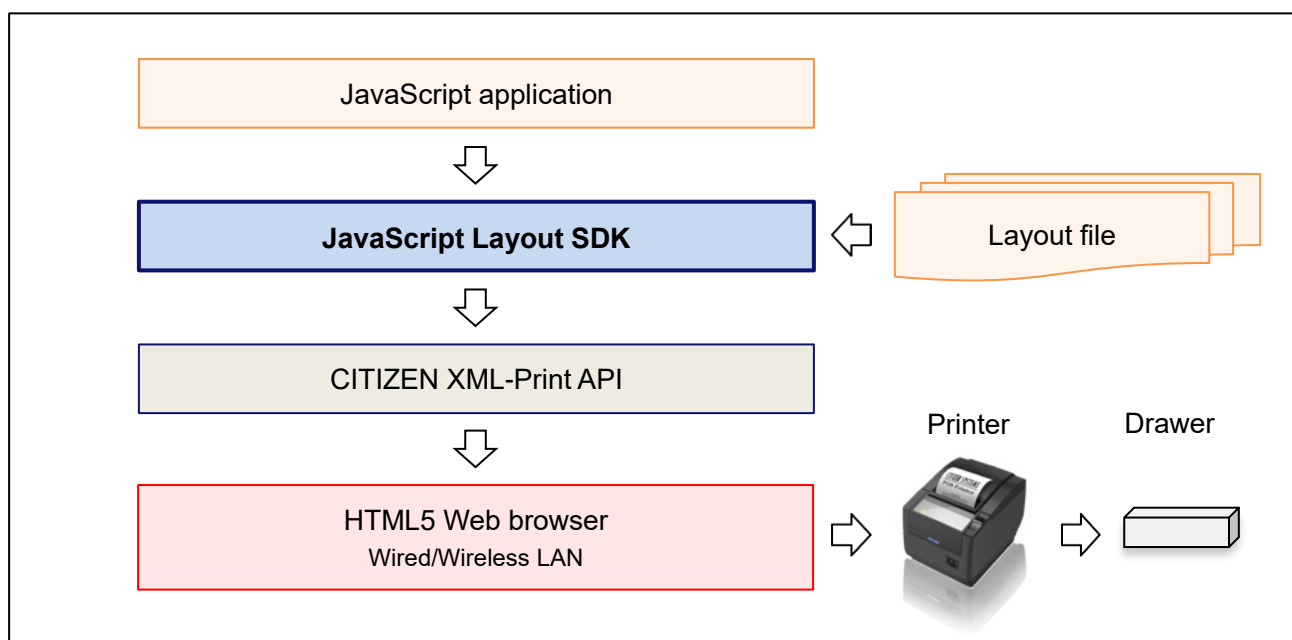 JavaScript application
JavaScript Layout SDK
Layout file
CITIZEN XML-Print API
Printer
Drawer
HTML5 Web browser
Wired/Wireless LAN